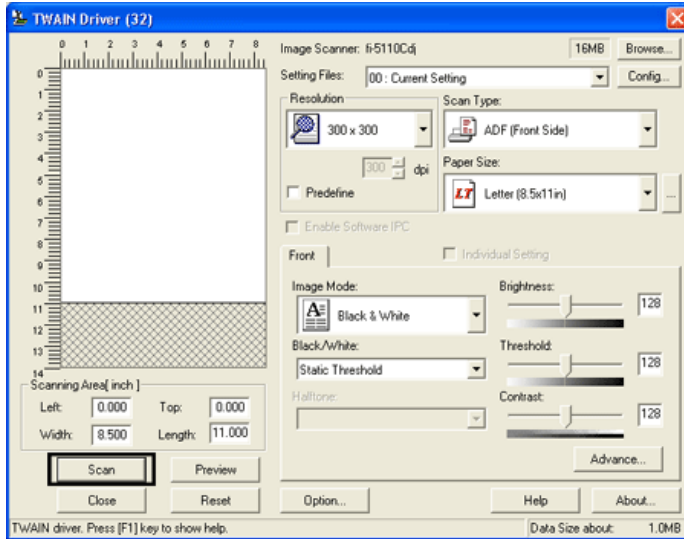 TWAIN Driver (32)
0 1 2 3 4 5 6 7 8
0
1
2
3
4
5
6
7
8
9
10
11
12
13
14
Image Scanner: fi-5110Cdj 16MB Browse...
Setting Files: 00 : Current Setting Config...
Resolution
300 x 300
300 dpi
Predefine
Scan Type:
ADF (Front Side)
Paper Size:
LT Letter (8.5x11in) ...
Enable Software IPC
Front Individual Setting
Image Mode:
A Black & White
Black/White:
Static Threshold
Halftone:
Brightness:
128
Threshold:
128
Contrast:
128
Advance...
Scanning Area[ inch ]
Left: 0.000 Top: 0.000
Width: 8.500 Length: 11.000
Scan Preview
Close Reset Option... Help About...
TWAIN driver. Press [F1] key to show help. Data Size about: 1.0MB